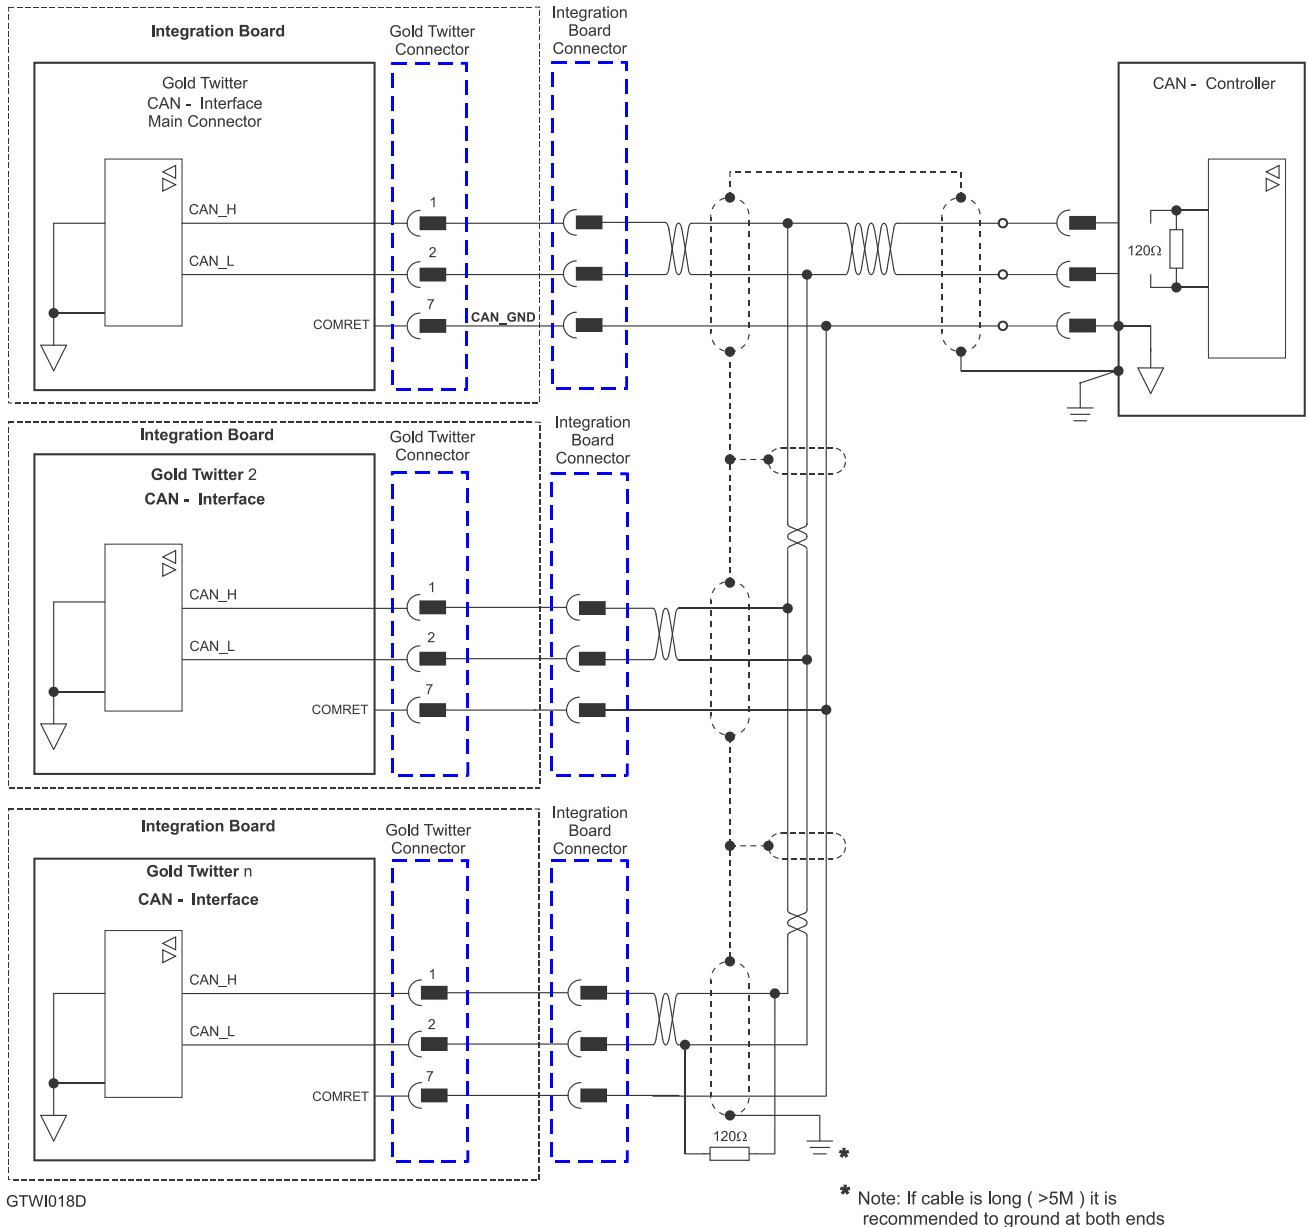 Integration Board
Gold Twitter
Connector
Integration
Board
Connector
Gold Twitter
CAN - Interface
Main Connector
CAN - Controller
CAN_H
1
CAN_L
2
COMRET
7
CAN_GND
120Ω
Integration Board
Gold Twitter
Connector
Integration
Board
Connector
Gold Twitter 2
CAN - Interface
CAN_H
1
CAN_L
2
COMRET
7
Integration Board
Gold Twitter
Connector
Integration
Board
Connector
Gold Twitter n
CAN - Interface
CAN_H
1
CAN_L
2
COMRET
7
120Ω
*
GTWI018D
* Note: If cable is long ( >5M ) it is
recommended to ground at both ends